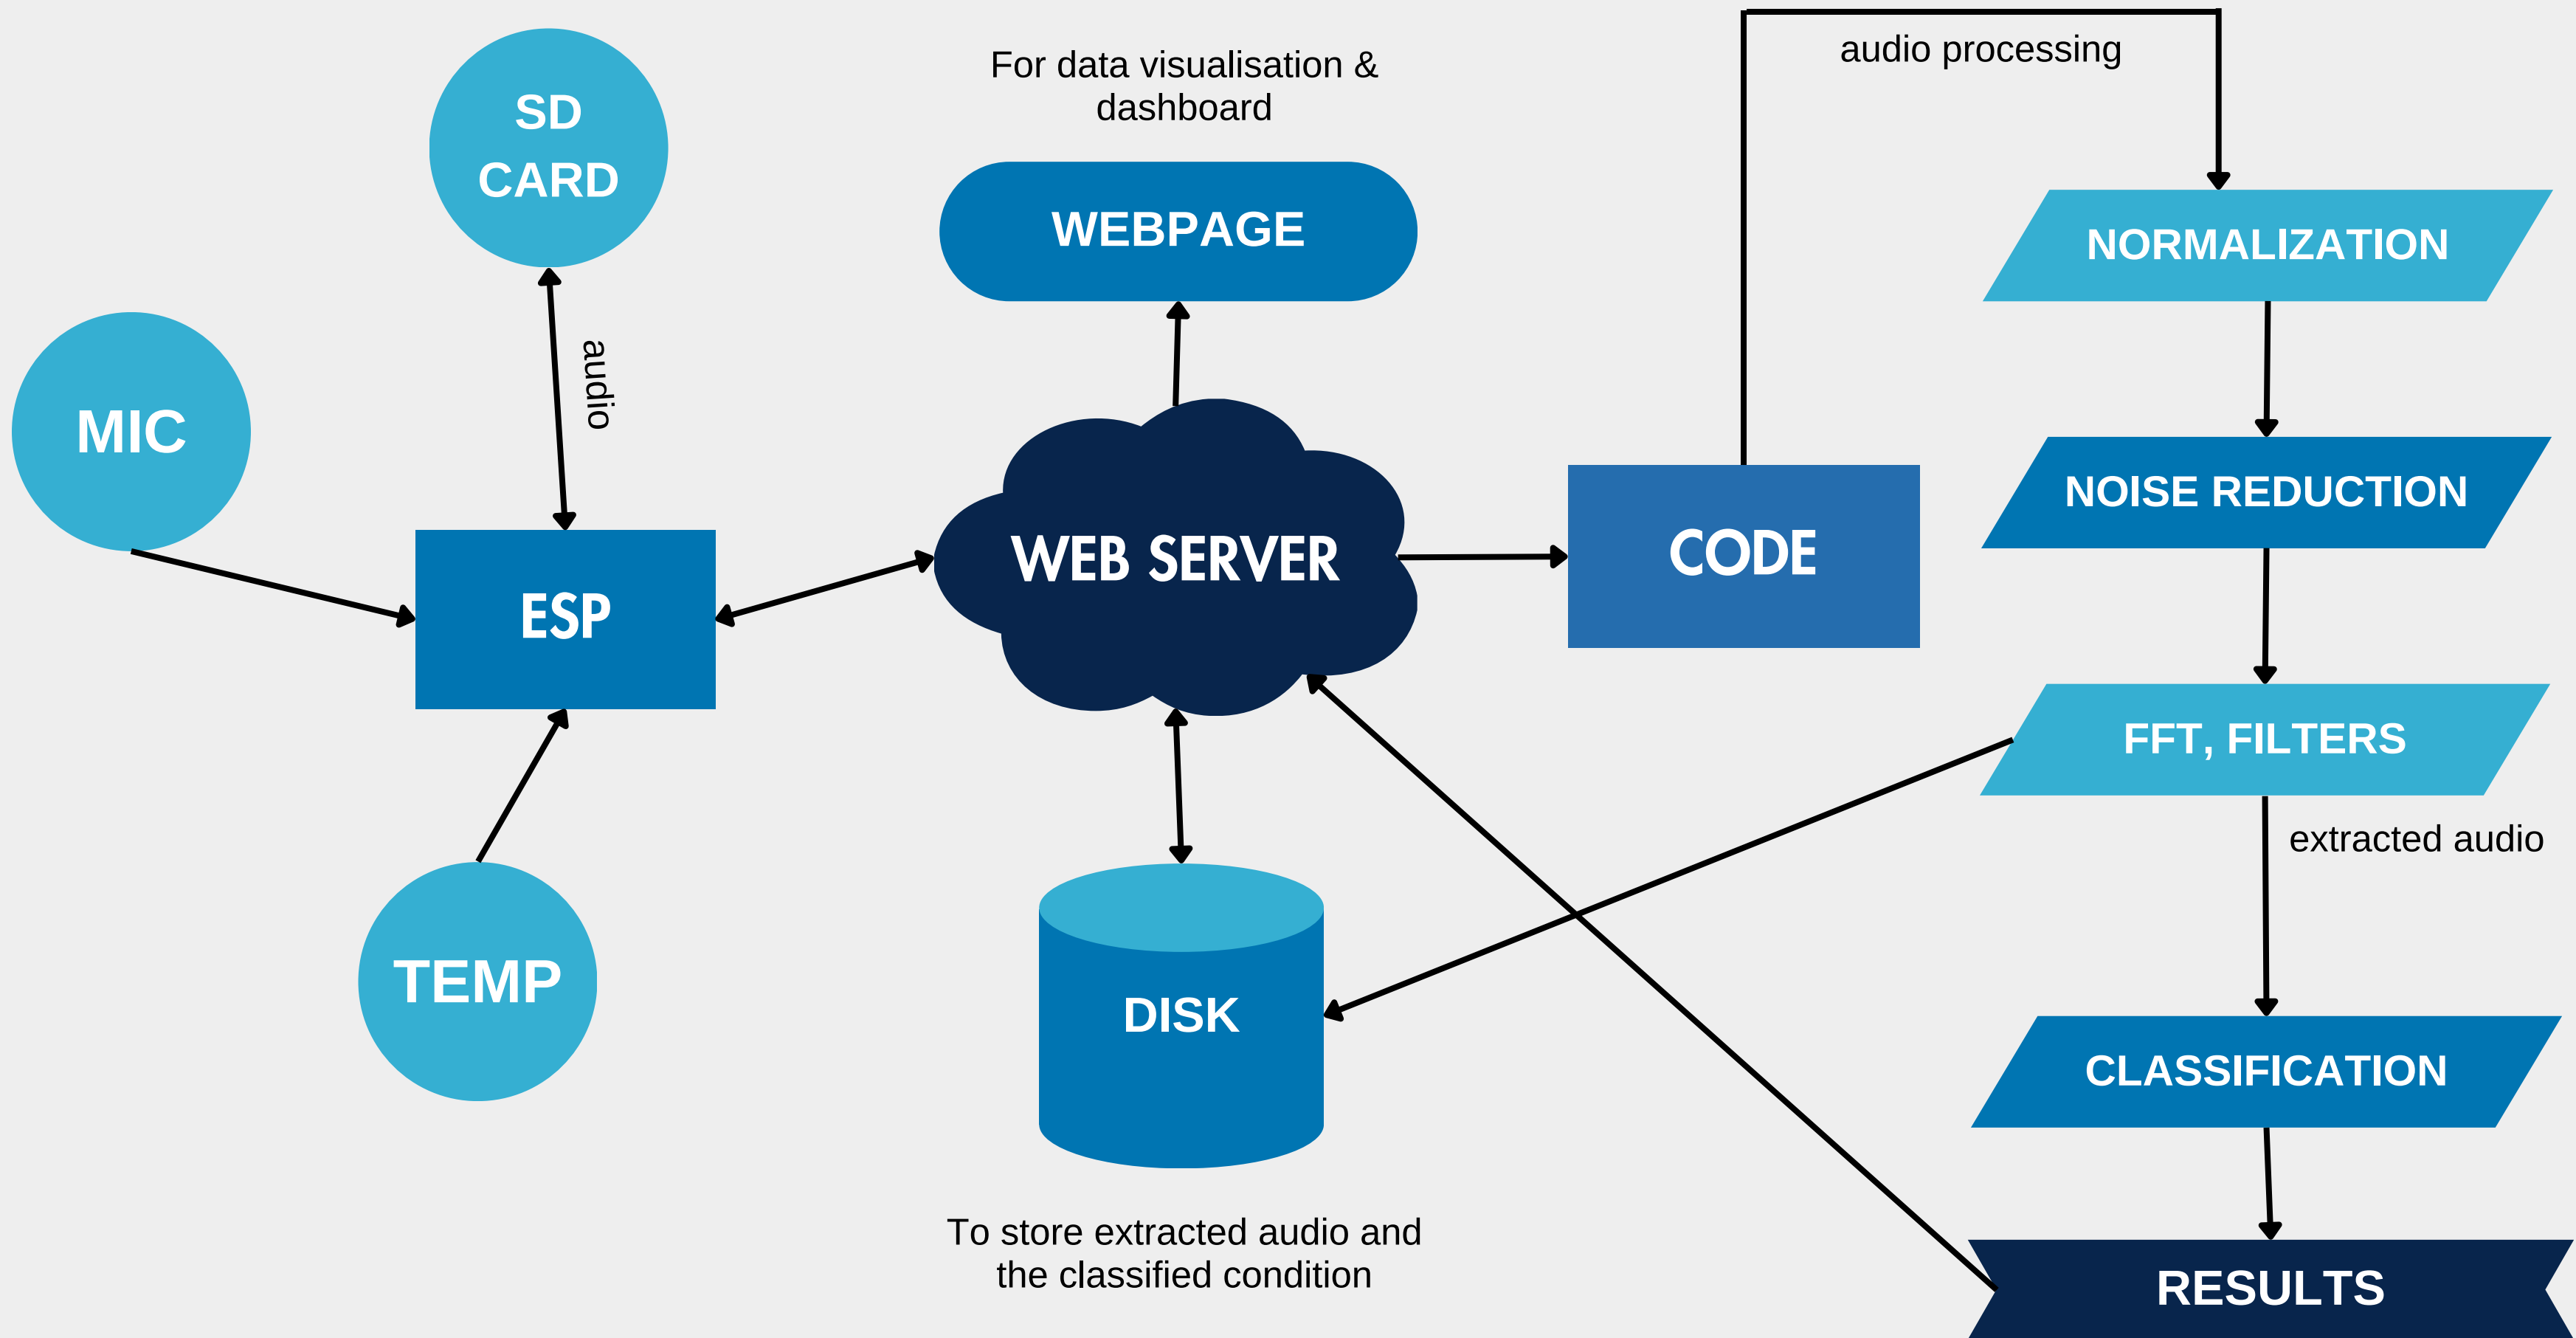 SD
CARD
audio
MIC
ESP
TEMP
For data visualisation &
dashboard
WEBPAGE
WEB SERVER
DISK
To store extracted audio and
the classified condition
CODE
audio processing
NORMALIZATION
NOISE REDUCTION
FFT, FILTERS
extracted audio
CLASSIFICATION
RESULTS